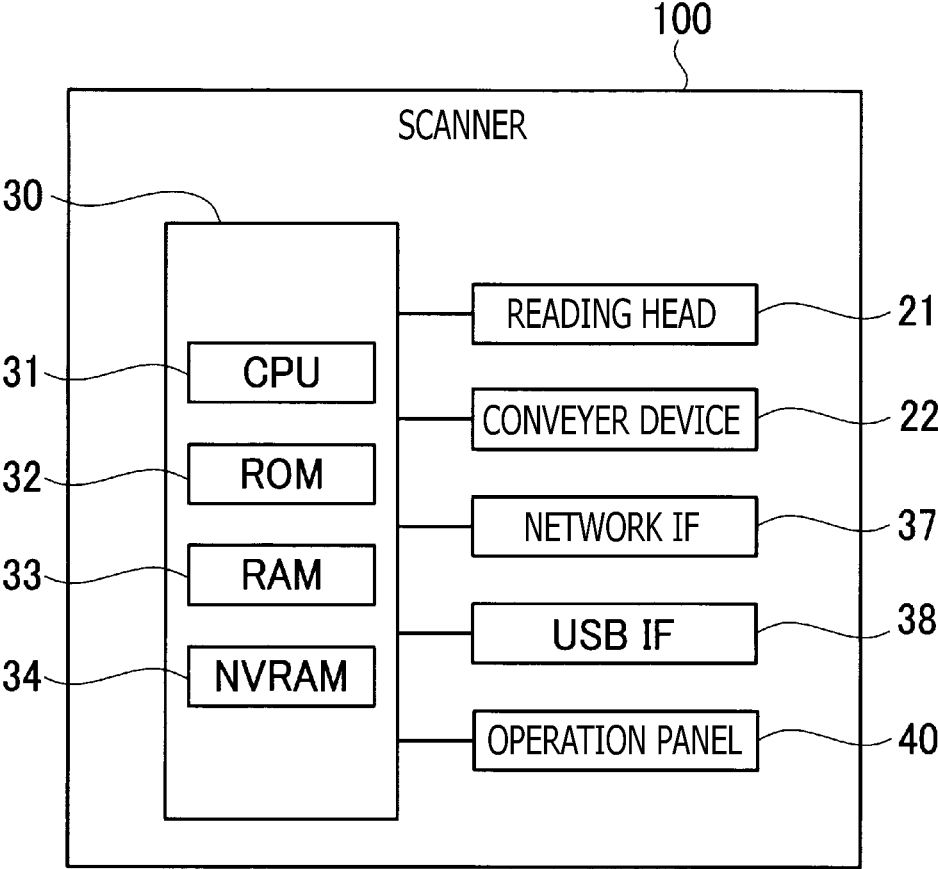 100
SCANNER
30
READING HEAD
21
31
CPU
CONVEYER DEVICE
22
32
ROM
NETWORK IF
37
33
RAM
USB IF
38
34
NVRAM
OPERATION PANEL
40